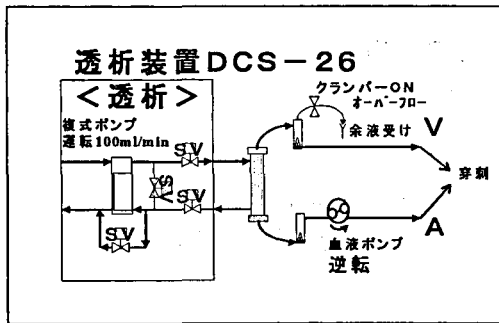 透析装置DCS－26
＜透析＞
複式ポンプ
運転100ml/min
SV
SV
SV
SV
クランパーON
オーバーフロー
余液受け
V
穿刺
A
血液ポンプ
逆転